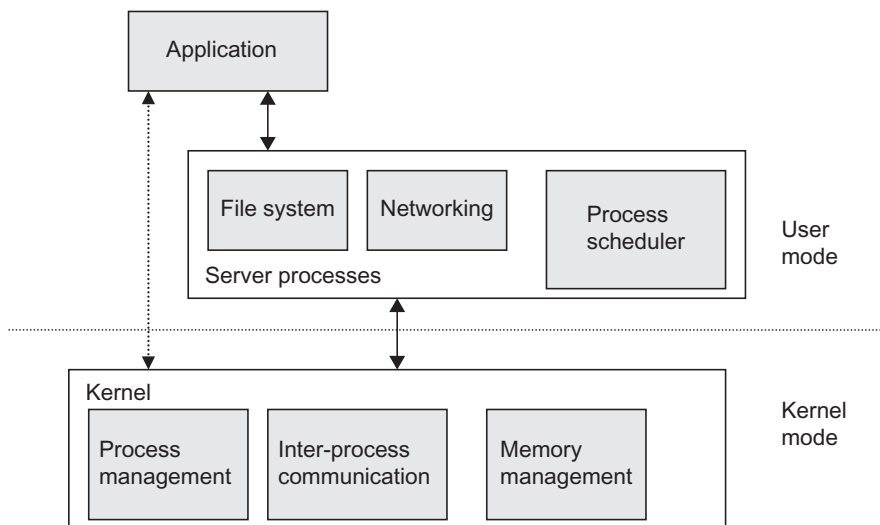 Application
File system
Networking
Process
scheduler
Server processes
User
mode
Kernel
Process
management
Inter-process
communication
Memory
management
Kernel
mode